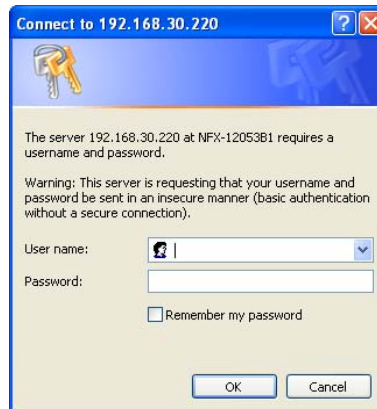 Connect to 192.168.30.220
The server 192.168.30.220 at NFX-12053B1 requires a
username and password.
Warning: This server is requesting that your username and
password be sent in an insecure manner (basic authentication
without a secure connection).
User name:
Password:
Remember my password
OK Cancel